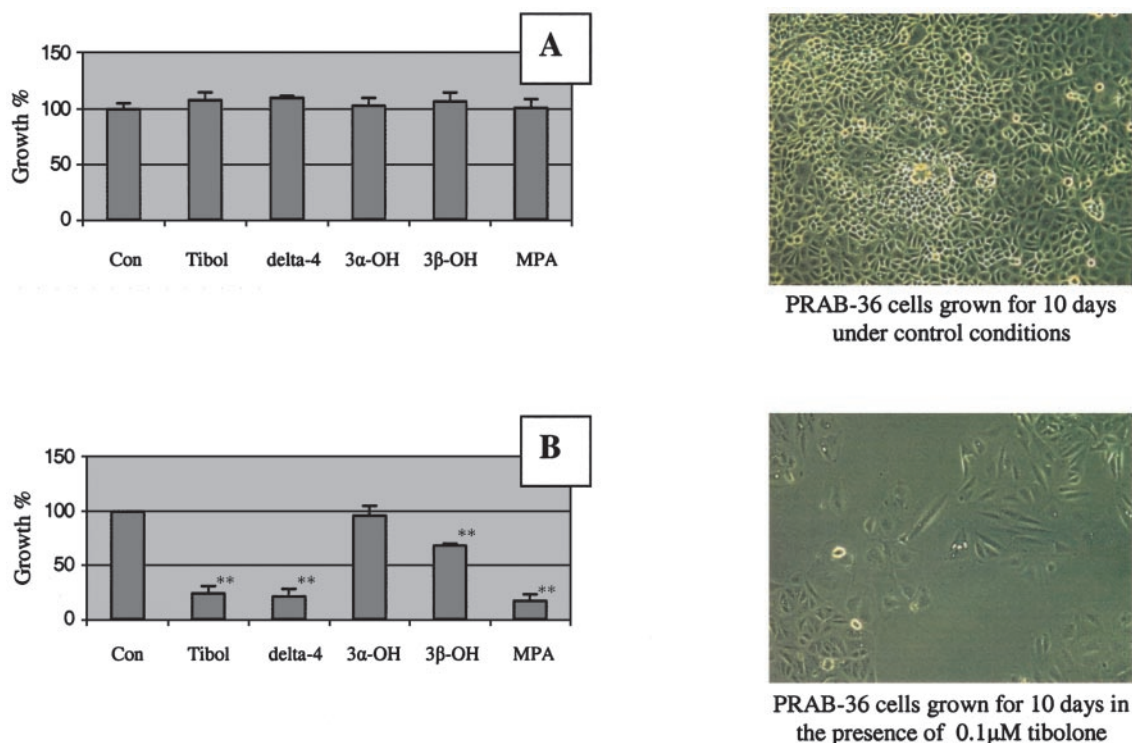 A
150
100
50
0
Growth %
Con Tibol delta-4 3α-OH 3β-OH MPA
PRAB-36 cells grown for 10 days
under control conditions
B
150
100
50
0
Growth %
** ** ** **
Con Tibol delta-4 3α-OH 3β-OH MPA
PRAB-36 cells grown for 10 days in
the presence of 0.1µM tibolone